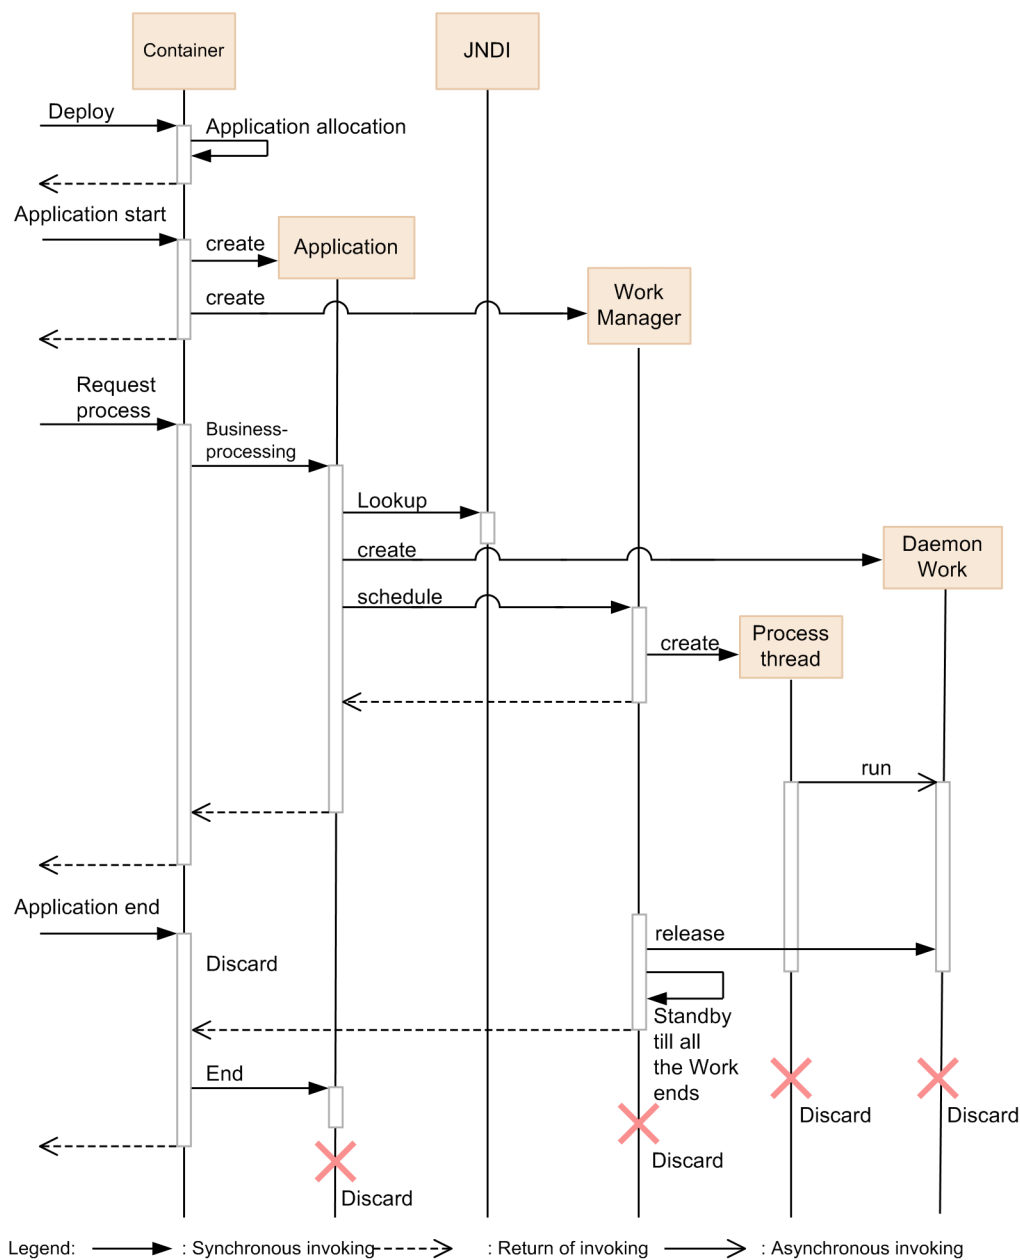 Container
JNDI
Deploy
Application allocation
Application start
create
Application
create
Work
Manager
Request
process
Business-
processing
Lookup
create
Daemon
Work
schedule
create
Process
thread
run
Application end
release
Discard
Standby
till all
the Work
ends
End
Discard
Discard
Discard
Discard
Legend:
: Synchronous invoking
: Return of invoking
: Asynchronous invoking